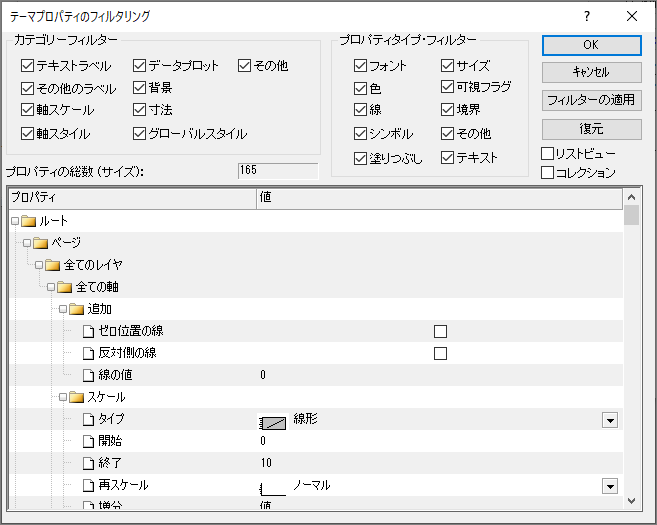 テーマプロパティのフィルタリング
カテゴリーフィルター
テキストラベル データプロット その他
その他のラベル 背景
軸スケール 寸法
軸スタイル グローバルスタイル
プロパティタイプ・フィルター
フォント サイズ
色 可視フラグ
線 境界
シンボル その他
塗りつぶし テキスト
OK
キャンセル
フィルターの適用
復元
リストビュー
コレクション
プロパティの総数(サイズ): 165
プロパティ 値
ルート
ページ
全てのレイヤ
全ての軸
追加
ゼロ位置の線
反対側の線
線の値 0
スケール
タイプ 線形
開始 0
終了 10
再スケール ノーマル
増分 値